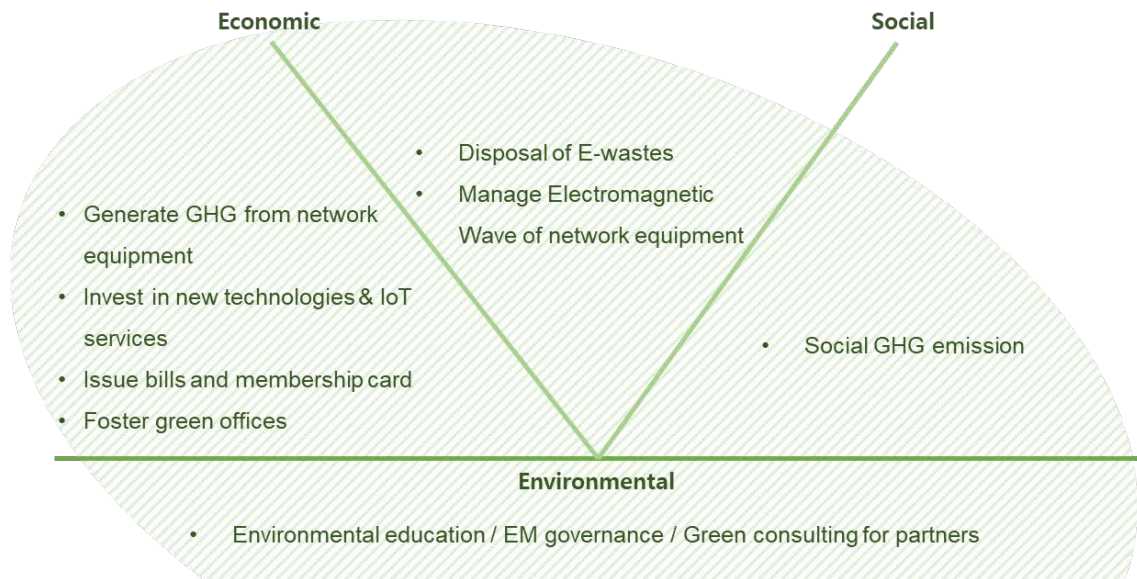 Economic
Social
• Disposal of E-wastes
• Manage Electromagnetic
Wave of network equipment
• Generate GHG from network
equipment
• Invest in new technologies & IoT
services
• Issue bills and membership card
• Foster green offices
• Social GHG emission
Environmental
• Environmental education / EM governance / Green consulting for partners